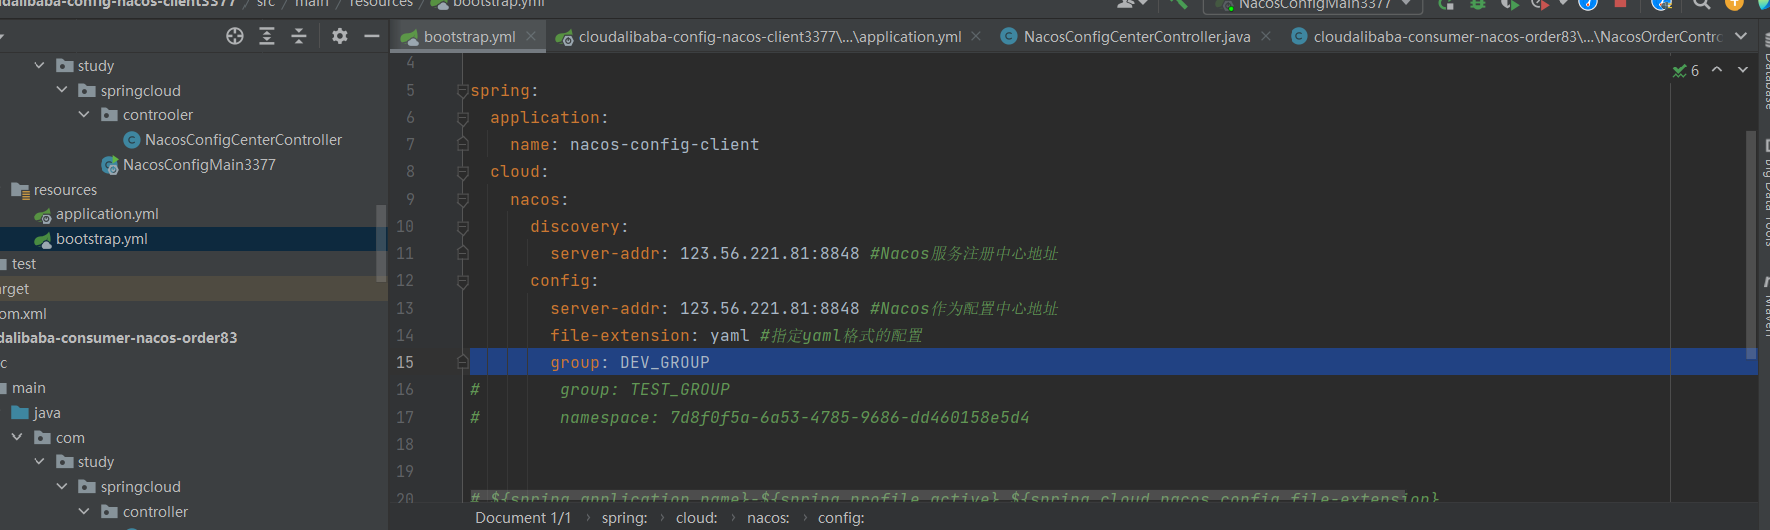 dalibaba-config-nacos-client3377 / src / main / resources / bootstrap.yml
NacosConfigMain3377
bootstrap.yml
cloudalibaba-config-nacos-client3377\...\application.yml
NacosConfigCenterController.java
cloudalibaba-consumer-nacos-order83\...\NacosOrderContro
study
springcloud
controoler
NacosConfigCenterController
NacosConfigMain3377
resources
application.yml
bootstrap.yml
test
arget
om.xml
dalibaba-consumer-nacos-order83
c
main
java
com
study
springcloud
controller
6
4
5 spring:
6 application:
7 name: nacos-config-client
8 cloud:
9 nacos:
10 discovery:
11 server-addr: 123.56.221.81:8848 #Nacos服务注册中心地址
12 config:
13 server-addr: 123.56.221.81:8848 #Nacos作为配置中心地址
14 file-extension: yaml #指定yaml格式的配置
15 group: DEV_GROUP
16 # group: TEST_GROUP
17 # namespace: 7d8f0f5a-6a53-4785-9686-dd460158e5d4
18
19
20 # ${spring.application.name}-${spring.profile.active}.${spring.cloud.nacos.config.file-extension}
Document 1/1 spring: cloud: nacos: config:
Database
Big Data Tools
Maven